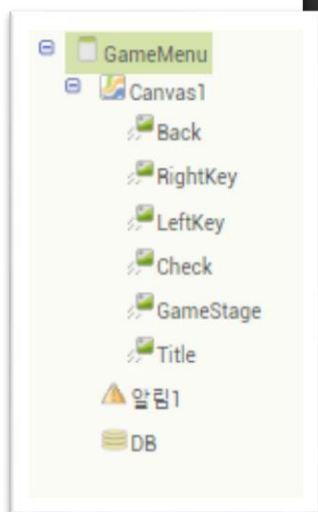 GameMenu
Canvas1
Back
RightKey
LeftKey
Check
GameStage
Title
알림1
DB